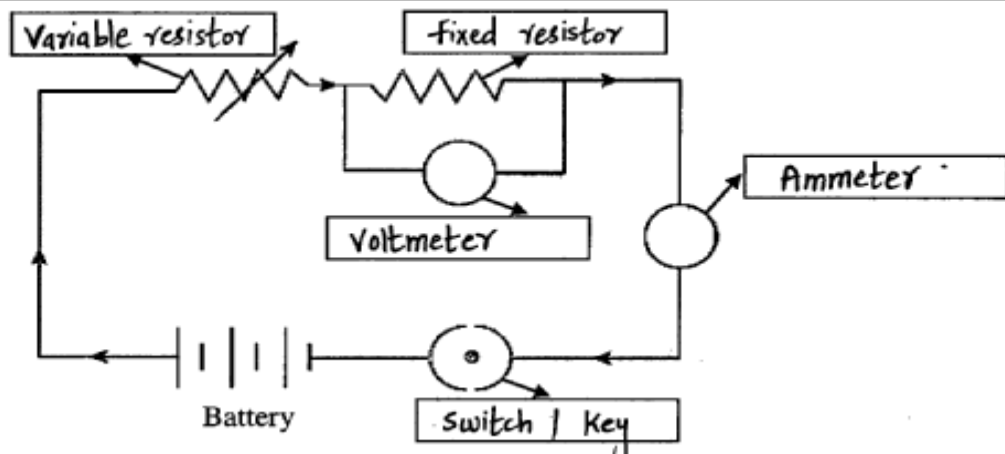 Variable resistor
fixed resistor
Ammeter
Voltmeter
Battery
Switch / Key